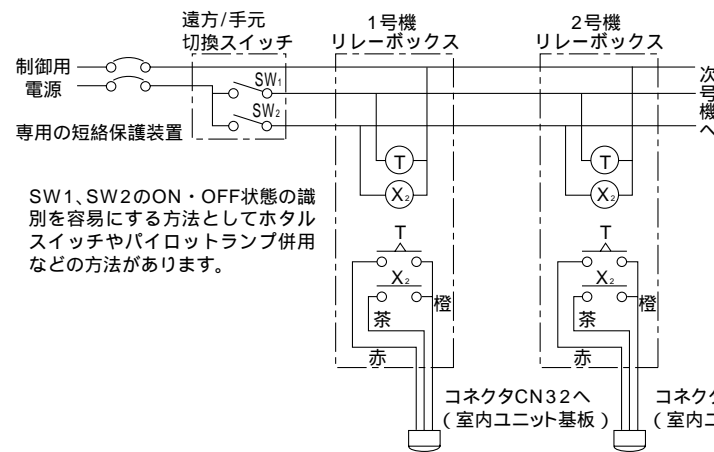 遠方/手元
切換スイッチ
1号機
リレーボックス
2号機
リレーボックス
制御用
電源
SW₁
SW₂
専用の短絡保護装置
次号機へ
SW1、SW2のON・OFF状態の識
別を容易にする方法としてホタル
スイッチやパイロットランプ併用
などの方法があります。
T
X₂
T
X₂
橙
茶
赤
T
X₂
T
X₂
橙
茶
赤
コネクタCN32へ
(室内ユニット基板)
コネク
(室内ユ